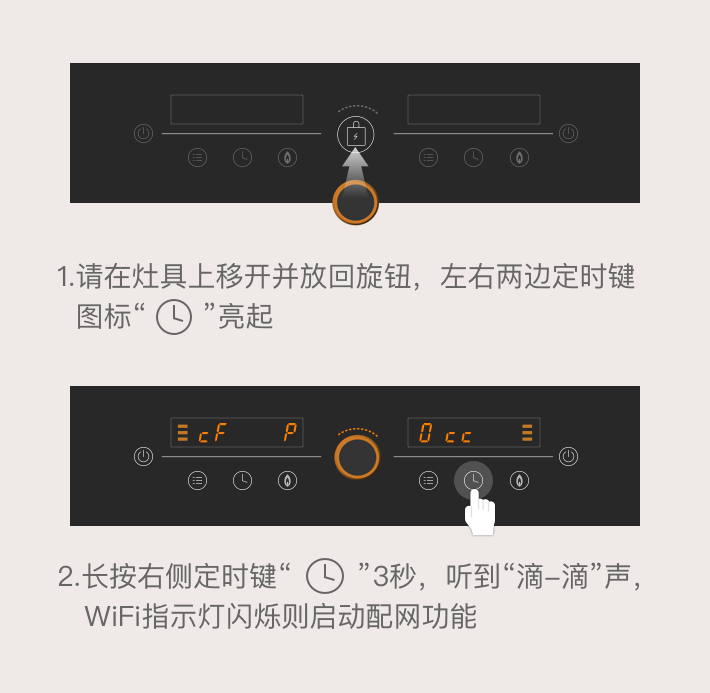 1.请在灶具上移开并放回旋钮，左右两边定时键
图标“ ”亮起
cF P 0 cc
2.长按右侧定时键“ ”3秒，听到“滴–滴”声，
WiFi指示灯闪烁则启动配网功能